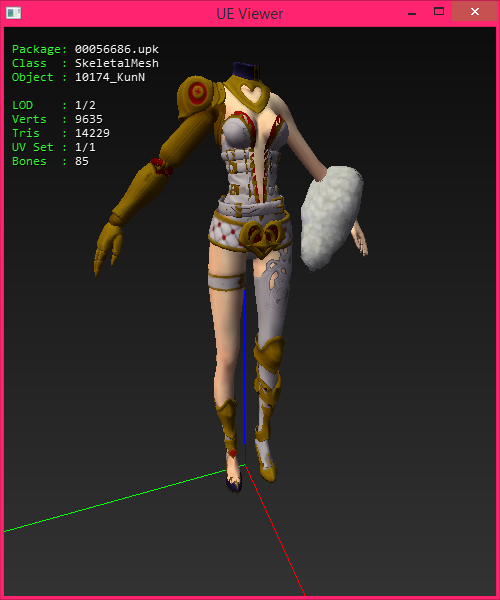 UE Viewer
Package: 00056686.upk
Class : SkeletalMesh
Object : 10174_KunN
LOD : 1/2
Verts : 9635
Tris : 14229
UV Set : 1/1
Bones : 85